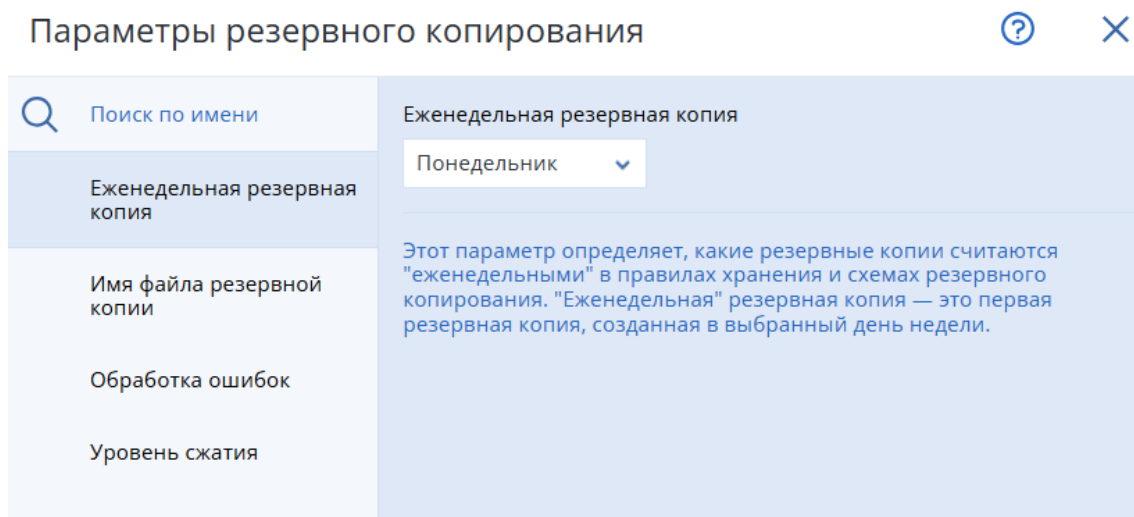 Параметры резервного копирования
Поиск по имени
Еженедельная резервная
копия
Имя файла резервной
копии
Обработка ошибок
Уровень сжатия
Еженедельная резервная копия
Понедельник
Этот параметр определяет, какие резервные копии считаются
"еженедельными" в правилах хранения и схемах резервного
копирования. "Еженедельная" резервная копия — это первая
резервная копия, созданная в выбранный день недели.